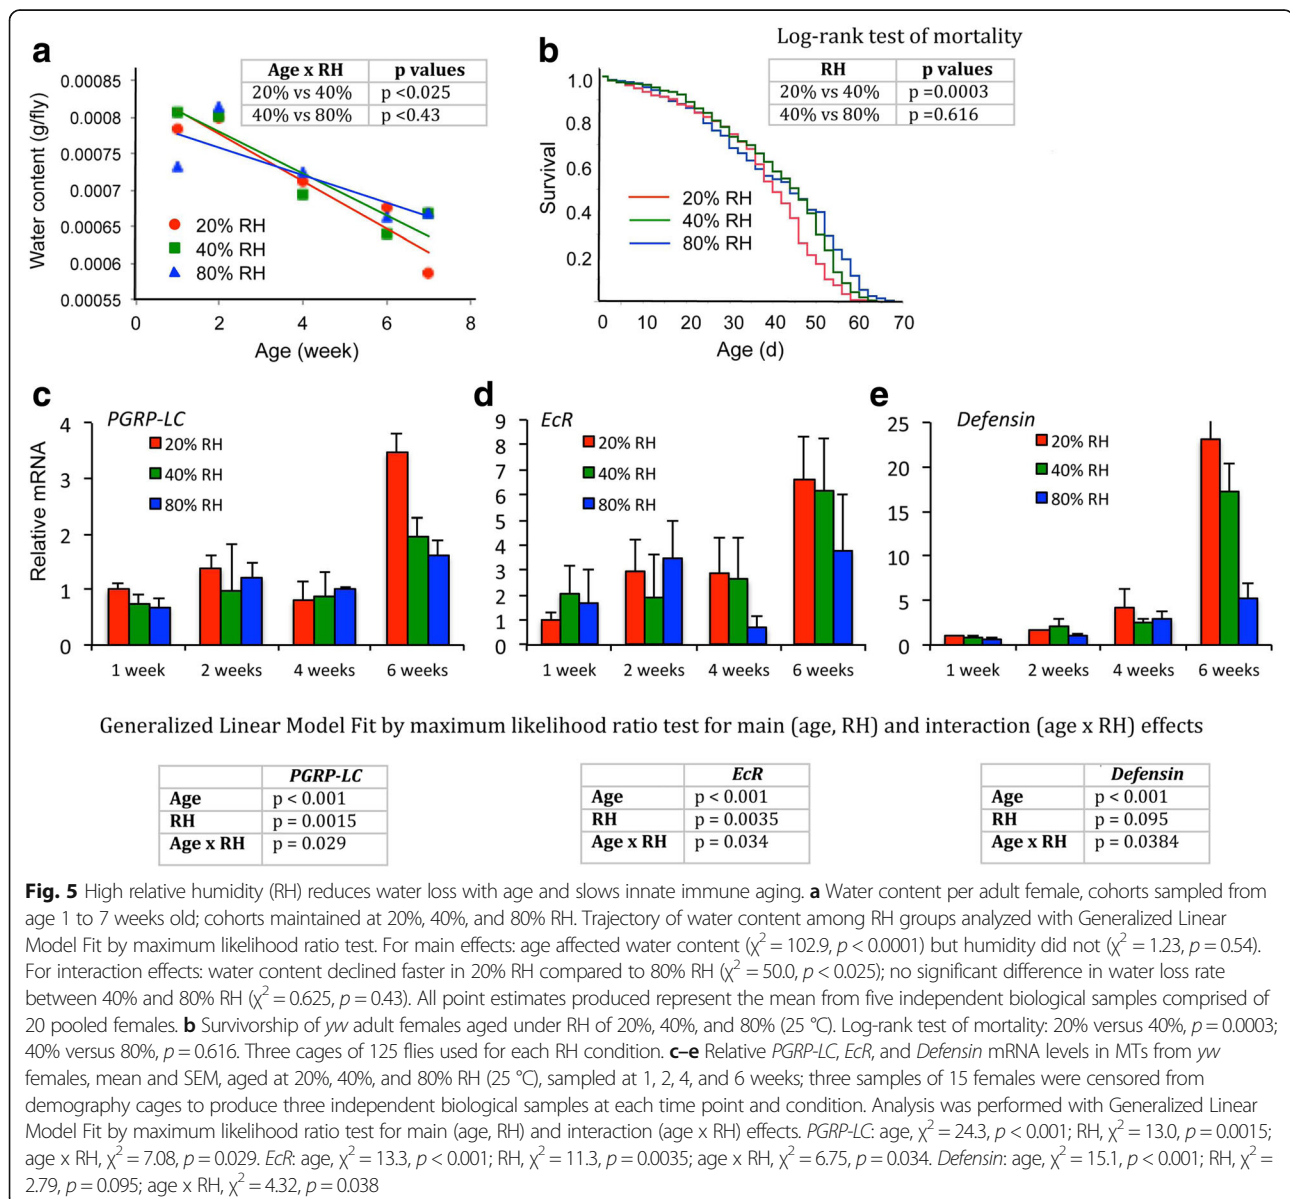 a
Age x RH p values
20% vs 40% p <0.025
40% vs 80% p <0.43
0.00085
0.0008
0.00075
0.0007
0.00065
0.0006
0.00055
Water content (g/fly)
20% RH
40% RH
80% RH
0 2 4 6 8
Age (week)
b
Log-rank test of mortality
RH p values
20% vs 40% p =0.0003
40% vs 80% p =0.616
1.0
0.8
0.6
0.4
0.2
Survival
20% RH
40% RH
80% RH
0 10 20 30 40 50 60 70
Age (d)
c
PGRP-LC
4
3
2
1
0
Relative mRNA
20% RH
40% RH
80% RH
1 week 2 weeks 4 weeks 6 weeks
d
EcR
9
8
7
6
5
4
3
2
1
0
20% RH
40% RH
80% RH
1 week 2 weeks 4 weeks 6 weeks
e
Defensin
25
20
15
10
5
0
20% RH
40% RH
80% RH
1 week 2 weeks 4 weeks 6 weeks
Generalized Linear Model Fit by maximum likelihood ratio test for main (age, RH) and interaction (age x RH) effects
PGRP-LC
Age p < 0.001
RH p = 0.0015
Age x RH p = 0.029
EcR
Age p < 0.001
RH p = 0.0035
Age x RH p = 0.034
Defensin
Age p < 0.001
RH p = 0.095
Age x RH p = 0.0384
Fig. 5 High relative humidity (RH) reduces water loss with age and slows innate immune aging. a Water content per adult female, cohorts sampled from
age 1 to 7 weeks old; cohorts maintained at 20%, 40%, and 80% RH. Trajectory of water content among RH groups analyzed with Generalized Linear
Model Fit by maximum likelihood ratio test. For main effects: age affected water content (χ² = 102.9, p < 0.0001) but humidity did not (χ² = 1.23, p = 0.54).
For interaction effects: water content declined faster in 20% RH compared to 80% RH (χ² = 50.0, p < 0.025); no significant difference in water loss rate
between 40% and 80% RH (χ² = 0.625, p = 0.43). All point estimates produced represent the mean from five independent biological samples comprised of
20 pooled females. b Survivorship of yw adult females aged under RH of 20%, 40%, and 80% (25 °C). Log-rank test of mortality: 20% versus 40%, p = 0.0003;
40% versus 80%, p = 0.616. Three cages of 125 flies used for each RH condition. c–e Relative PGRP-LC, EcR, and Defensin mRNA levels in MTs from yw
females, mean and SEM, aged at 20%, 40%, and 80% RH (25 °C), sampled at 1, 2, 4, and 6 weeks; three samples of 15 females were censored from
demography cages to produce three independent biological samples at each time point and condition. Analysis was performed with Generalized Linear
Model Fit by maximum likelihood ratio test for main (age, RH) and interaction (age x RH) effects. PGRP-LC: age, χ² = 24.3, p < 0.001; RH, χ² = 13.0, p = 0.0015;
age x RH, χ² = 7.08, p = 0.029. EcR: age, χ² = 13.3, p < 0.001; RH, χ² = 11.3, p = 0.0035; age x RH, χ² = 6.75, p = 0.034. Defensin: age, χ² = 15.1, p < 0.001; RH, χ² =
2.79, p = 0.095; age x RH, χ² = 4.32, p = 0.038